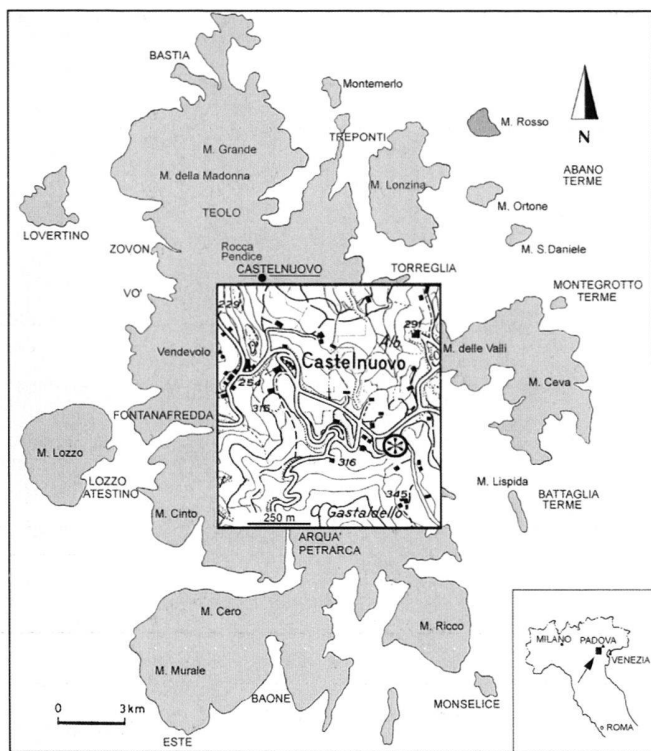 BASTIA
Montemerlo
M. Rosso
TREPONTI
N
M. Grande
ABANO
TERME
M. della Madonna
M. Lonzina
M. Ortone
LOVERTINO
TEOLO
ZOVON
Rocca
Pendice
M. S.Daniele
CASTELNUOVO
TORREGLIA
VO'
MONTEGROTTO
TERME
229
291
Alb.
Vendevolo
Castelnuovo
M. delle Valli
254
M. Ceva
315
FONTANAFREDDA
M. Lozzo
316
M. Lispida
LOZZO
ATESTINO
345
BATTAGLIA
TERME
M. Cinto
Gastaldello
250 m
ARQUA'
PETRARCA
M. Cero
M. Ricco
MILANO
PADOVA
VENEZIA
M. Murale
BAONE
MONSELICE
0 3 km
ROMA
ESTE